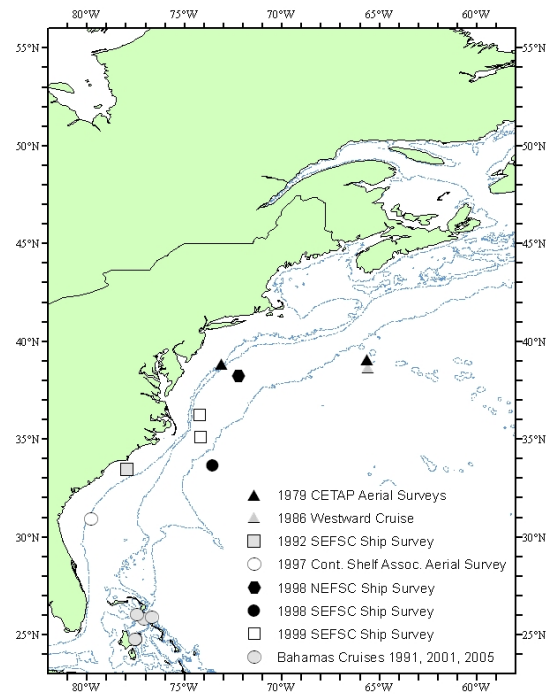 80°W 75°W 70°W 65°W 60°W
55°N 55°N
50°N 50°N
45°N 45°N
40°N 40°N
35°N 35°N
1979 CETAP Aerial Surveys
1986 Westward Cruise
1992 SEFSC Ship Survey
30°N 30°N
1997 Cont. Shelf Assoc. Aerial Survey
1998 NEFSC Ship Survey
1998 SEFSC Ship Survey
1999 SEFSC Ship Survey
25°N 25°N
Bahamas Cruises 1991, 2001, 2005
80°W 75°W 70°W 65°W 60°W